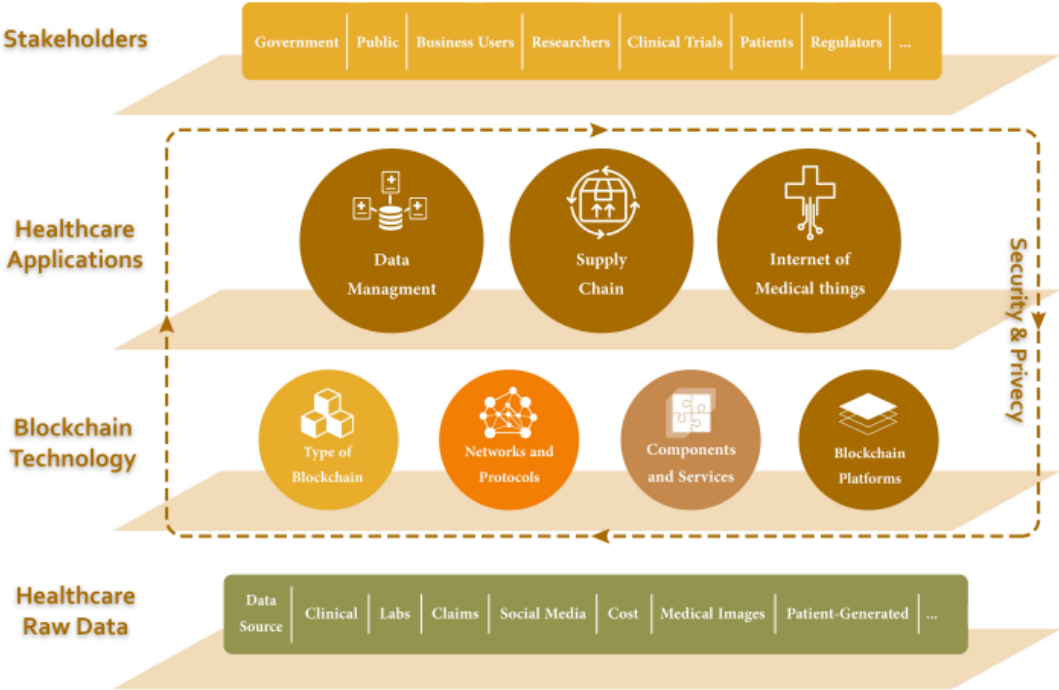 Stakeholders
Government Public Business Users Researchers Clinical Trials Patients Regulators ...
Healthcare
Applications
Data
Managment
Supply
Chain
Internet of
Medical things
Security & Privecy
Blockchain
Technology
Type of
Blockchain
Networks and
Protocols
Components
and Services
Blockchain
Platforms
Healthcare
Raw Data
Data
Source
Clinical Labs Claims Social Media Cost Medical Images Patient-Generated ...